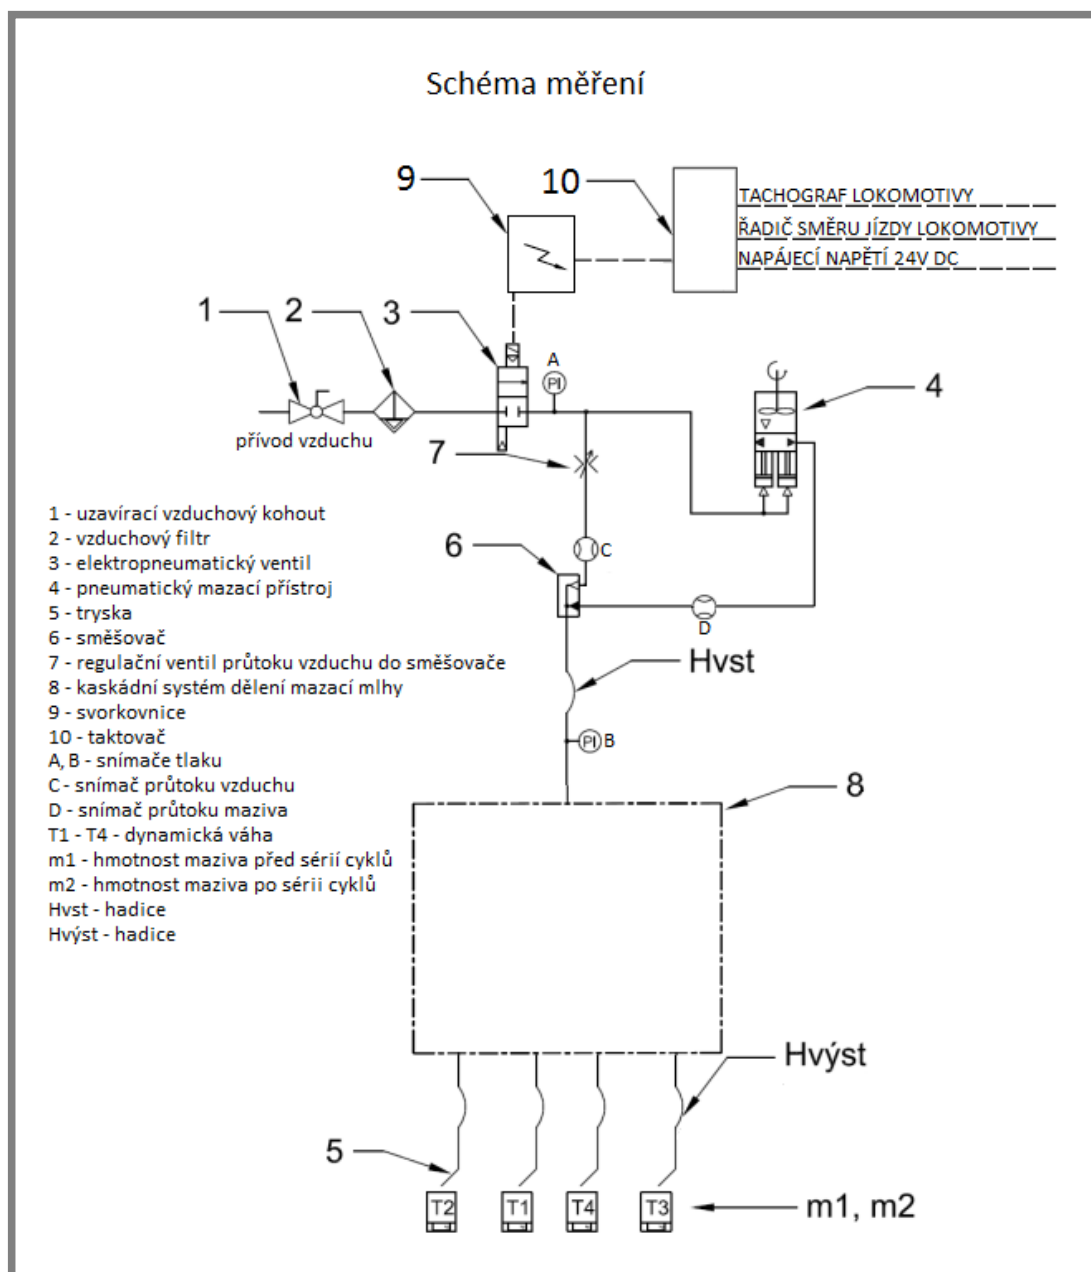 Schéma měření
9
10
TACHOGRAF LOKOMOTIVY
ŘADIČ SMĚRU JÍZDY LOKOMOTIVY
NAPÁJECÍ NAPĚTÍ 24V DC
1
2
3
A
PI
4
přívod vzduchu
7
1 - uzavírací vzduchový kohout
2 - vzduchový filtr
3 - elektropneumatický ventil
4 - pneumatický mazací přístroj
5 - tryska
6 - směšovač
7 - regulační ventil průtoku vzduchu do směšovače
8 - kaskádní systém dělení mazací mlhy
9 - svorkovnice
10 - taktovač
A, B - snímače tlaku
C - snímač průtoku vzduchu
D - snímač průtoku maziva
T1 - T4 - dynamická váha
m1 - hmotnost maziva před sérií cyklů
m2 - hmotnost maziva po sérii cyklů
Hvst - hadice
Hvýst - hadice
6
C
D
Hvst
PI B
8
Hvýst
5
T2 T1 T4 T3
m1, m2